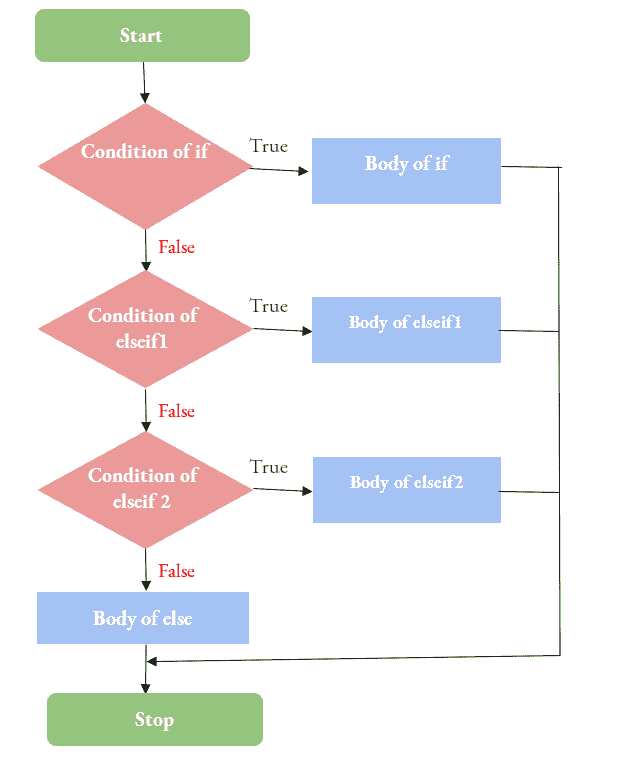 Start
Condition of if
True
Body of if
False
Condition of
elseif1
True
Body of elseif1
False
Condition of
elseif 2
True
Body of elseif2
False
Body of else
Stop